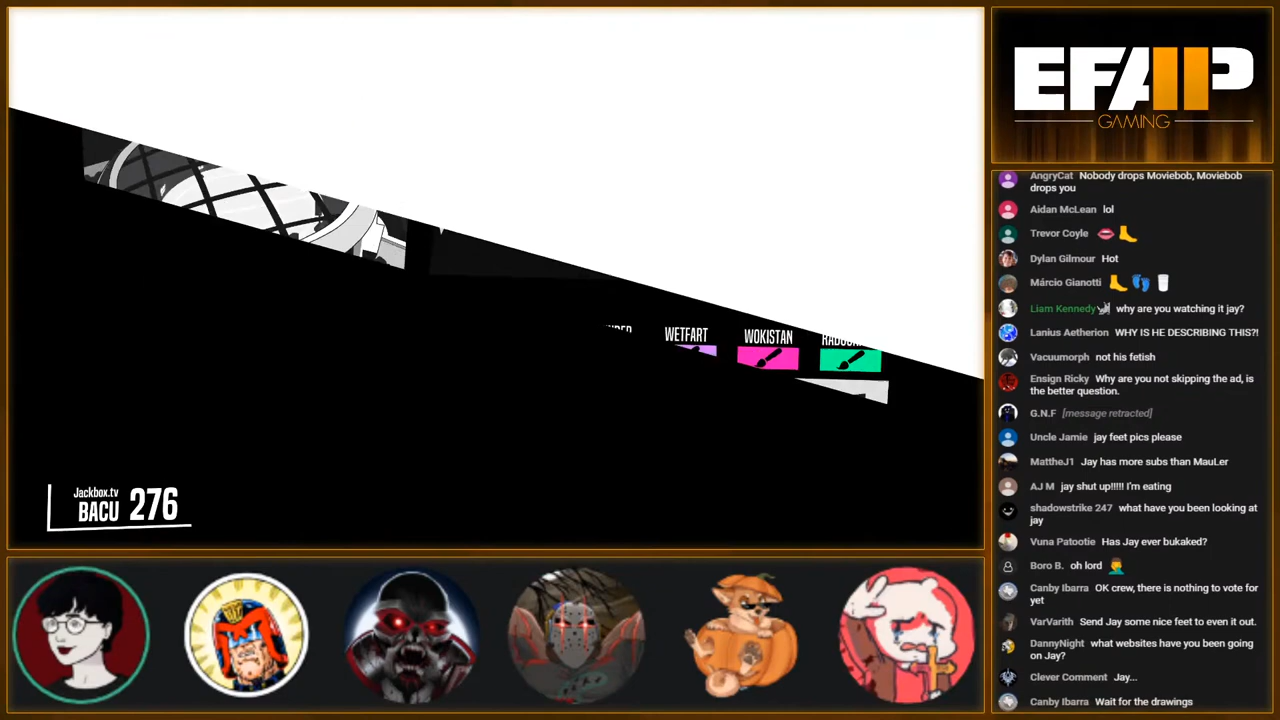 EFAP
GAMING
AngryCat Nobody drops Moviebob, Moviebob
drops you
Aidan McLean lol
Trevor Coyle
Dylan Gilmour Hot
Márcio Gianotti
Liam Kennedy why are you watching it jay?
Lanius Aetherion WHY IS HE DESCRIBING THIS?!
Vacuumorph not his fetish
Ensign Ricky Why are you not skipping the ad, is
the better question.
G.N.F [message retracted]
Uncle Jamie jay feet pics please
MattheJ1 Jay has more subs than MauLer
AJ M jay shut up!!!!! I'm eating
shadowstrike 247 what have you been looking at
jay
Vuna Patootie Has Jay ever bukaked?
Boro B. oh lord
Canby Ibarra OK crew, there is nothing to vote for
yet
VarVarith Send Jay some nice feet to even it out.
DannyNight what websites have you been going
on Jay?
Clever Comment Jay...
Canby Ibarra Wait for the drawings
WETFART WOKISTAN
Jackbox.tv
BACU 276